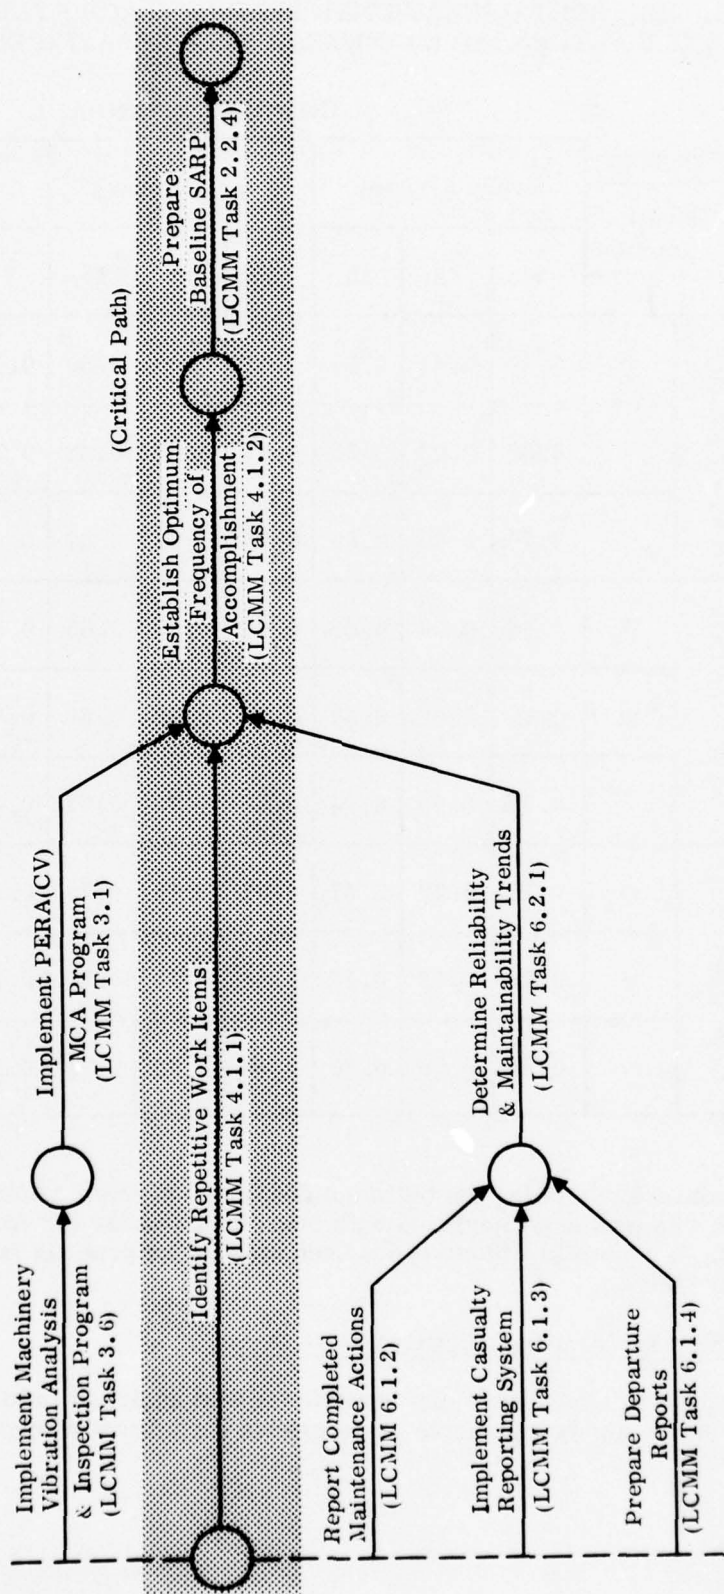 Implement Machinery
Vibration Analysis
& Inspection Program
(LCMM Task 3.6)
Implement PERA(CV)
MCA Program
(LCMM Task 3.1)
(Critical Path)
Identify Repetitive Work Items
(LCMM Task 4.1.1)
Establish Optimum
Frequency of
Accomplishment
(LCMM Task 4.1.2)
Prepare
Baseline SARP
(LCMM Task 2.2.4)
Report Completed
Maintenance Actions
(LCMM 6.1.2)
Implement Casualty
Reporting System
(LCMM Task 6.1.3)
Prepare Departure
Reports
(LCMM Task 6.1.4)
Determine Reliability
& Maintainability Trends
(LCMM Task 6.2.1)